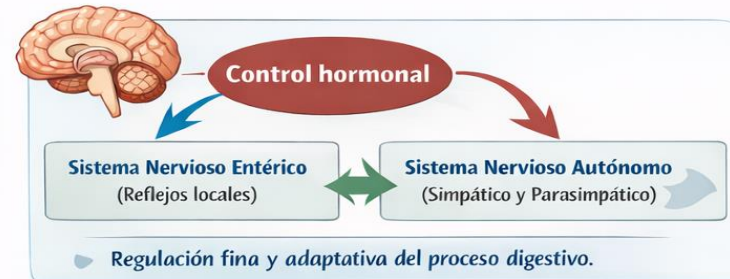 Control hormonal
Sistema Nervioso Entérico
(Reflejos locales)
Sistema Nervioso Autónomo
(Simpático y Parasimpático)
Regulación fina y adaptativa del proceso digestivo.